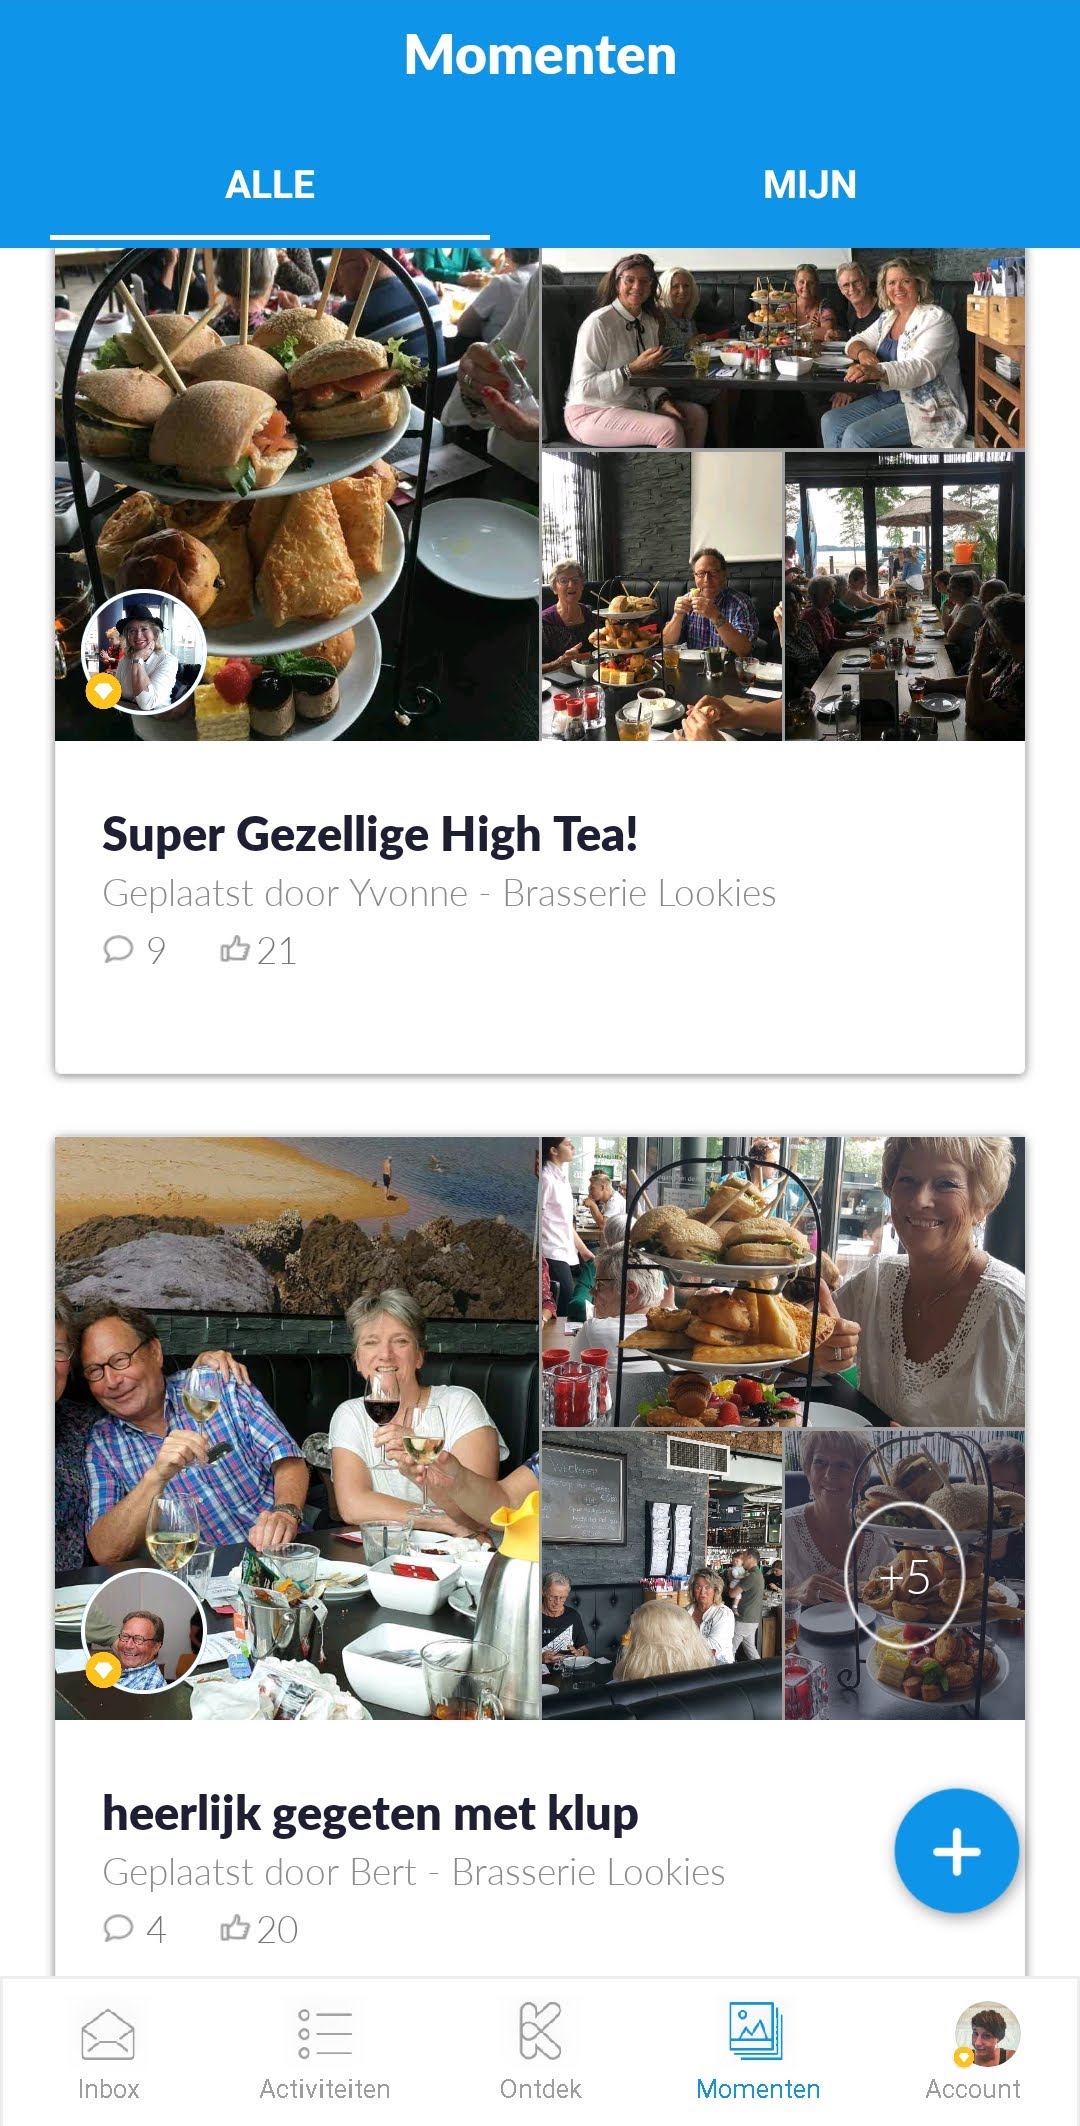 Momenten
ALLE
MIJN
Super Gezellige High Tea!
Geplaatst door Yvonne - Brasserie Lookies
9 21
+5
heerlijk gegeten met klup
Geplaatst door Bert - Brasserie Lookies
4 20
Inbox
Activiteiten
Ontdek
Momenten
Account